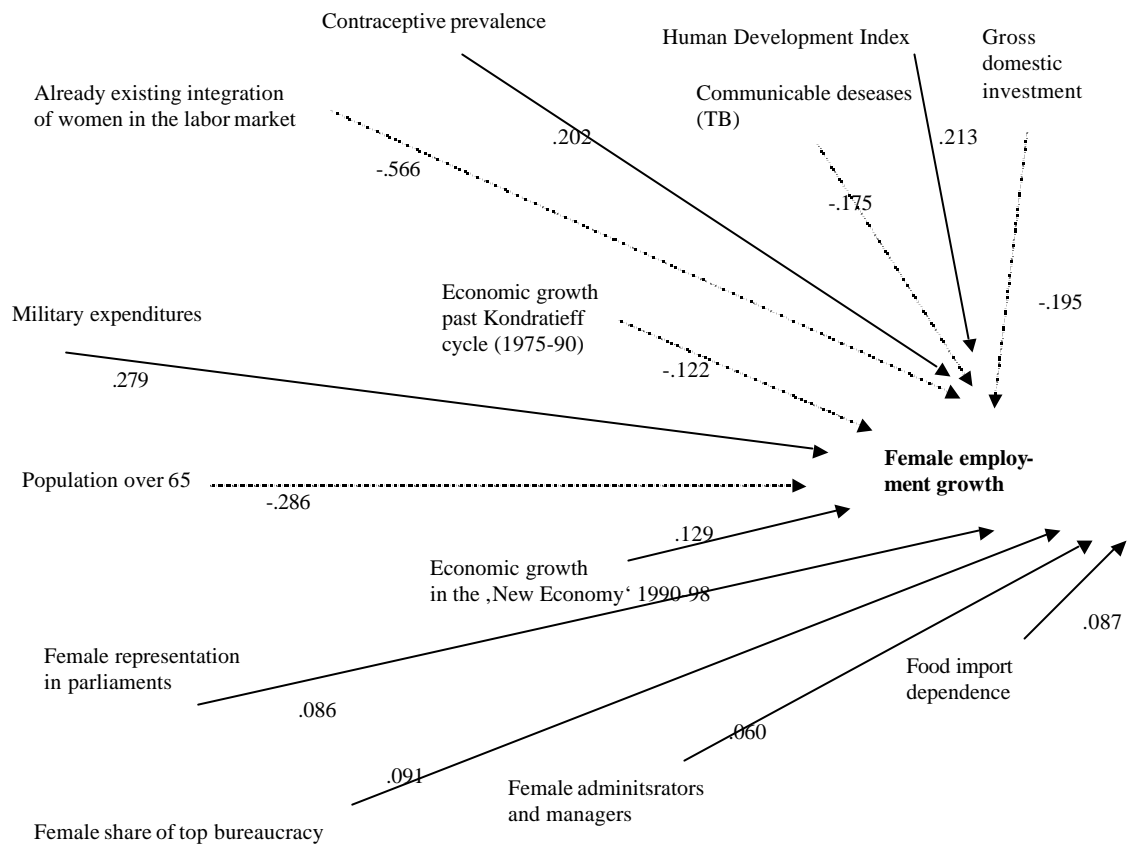 Contraceptive prevalence
Human Development Index
Gross
domestic
investment
Already existing integration
of women in the labor market
Communicable deseases
(TB)
.202
.213
-.566
-.175
Military expenditures
Economic growth
past Kondratieff
cycle (1975-90)
-.195
.279
-.122
Female employ-
ment growth
Population over 65
-.286
.129
Economic growth
in the ‚New Economy‘ 1990-98
.087
Female representation
in parliaments
Food import
dependence
.086
.060
.091
Female adminitsrators
and managers
Female share of top bureaucracy